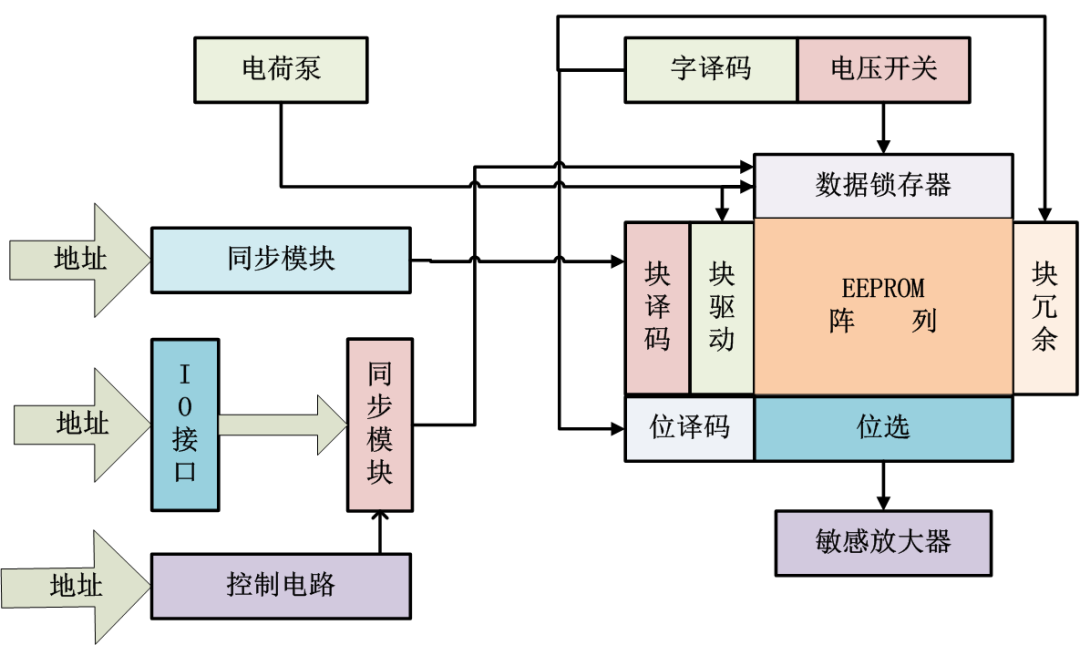 电荷泵
字译码
电压开关
数据锁存器
地址
同步模块
块译码
块驱动
EEPROM
阵 列
块冗余
地址
IO接口
同步模块
位译码
位选
敏感放大器
地址
控制电路